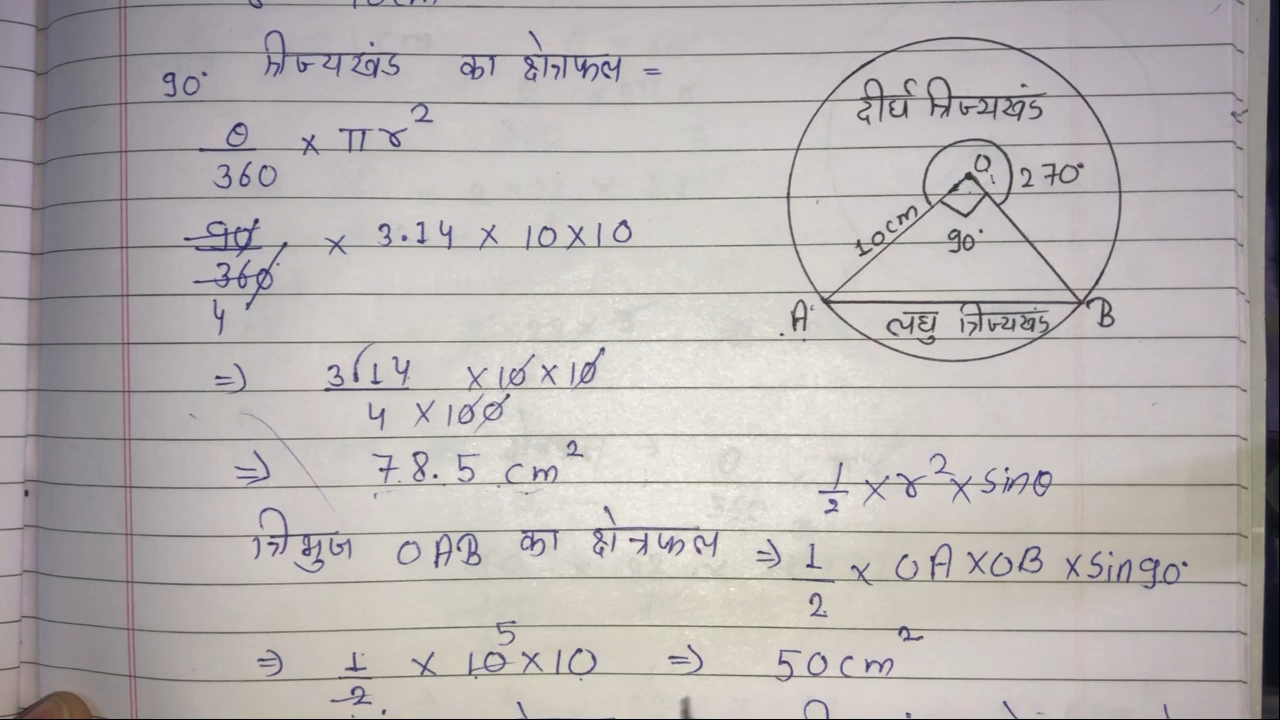 90° त्रिज्यखंड का क्षेत्रफल =
θ/360 × πr²
90/360 × 3.14 × 10×10
4
⇒ 314 ×10×10
4 ×100
⇒ 78.5 cm²
दीर्घ त्रिज्यखंड
O
270°
10cm
90°
A
लघु त्रिज्यखंड
B
1/2 × r² × sinθ
त्रिभुज OAB का क्षेत्रफल ⇒ 1/2 × OA×OB × sin90°
5
⇒ 1/2 × 10×10 ⇒ 50cm²